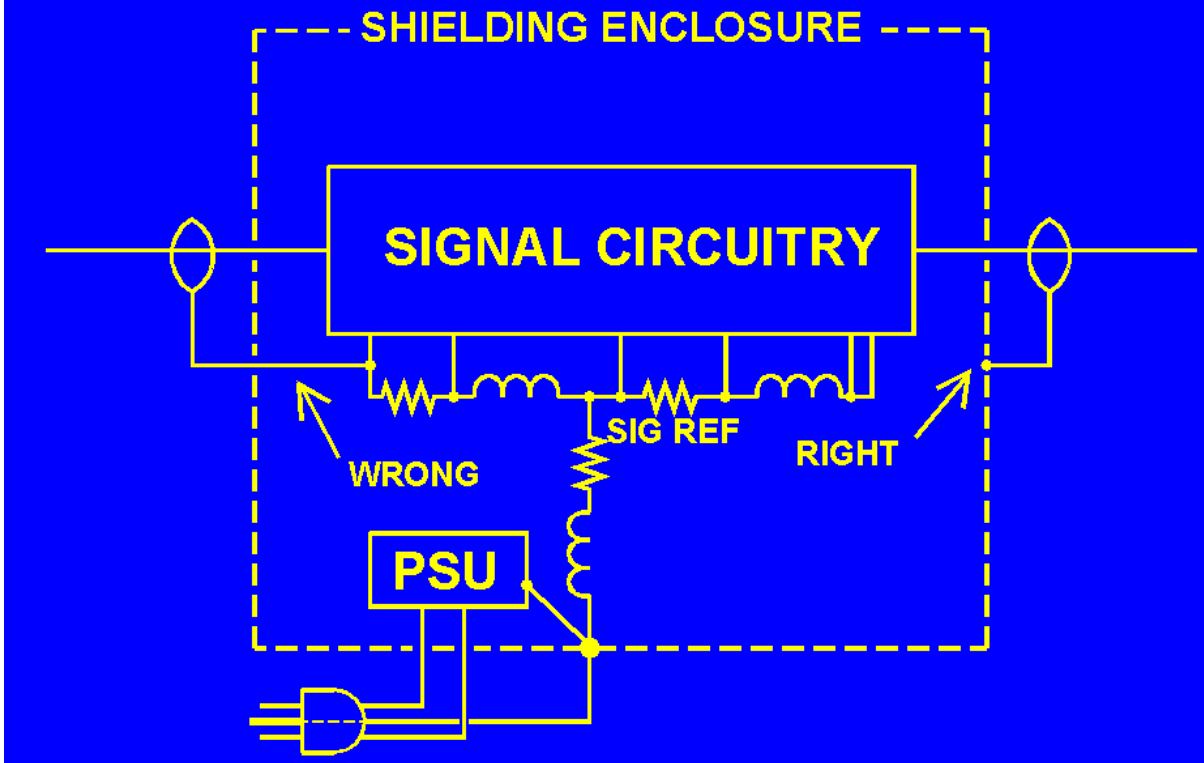 SHIELDING ENCLOSURE
SIGNAL CIRCUITRY
SIG REF
WRONG
RIGHT
PSU